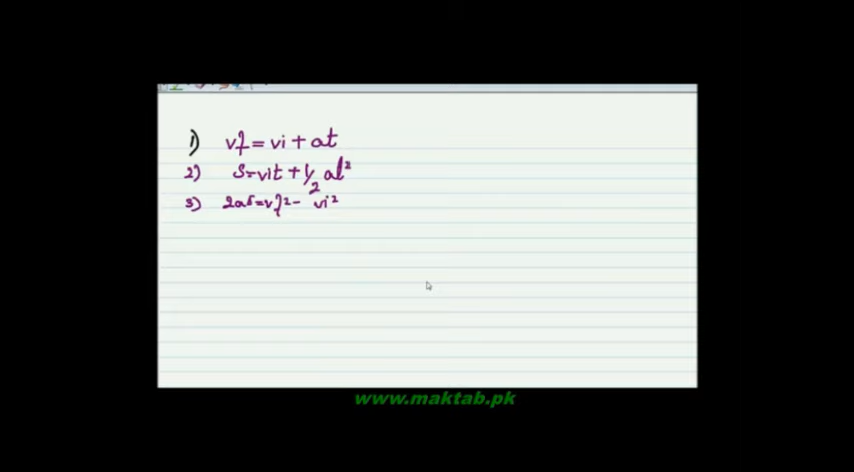 1) vf = vi + at
2) S = vit + 1/2 at²
3) 2as = vf² - vi²
www.maktab.pk